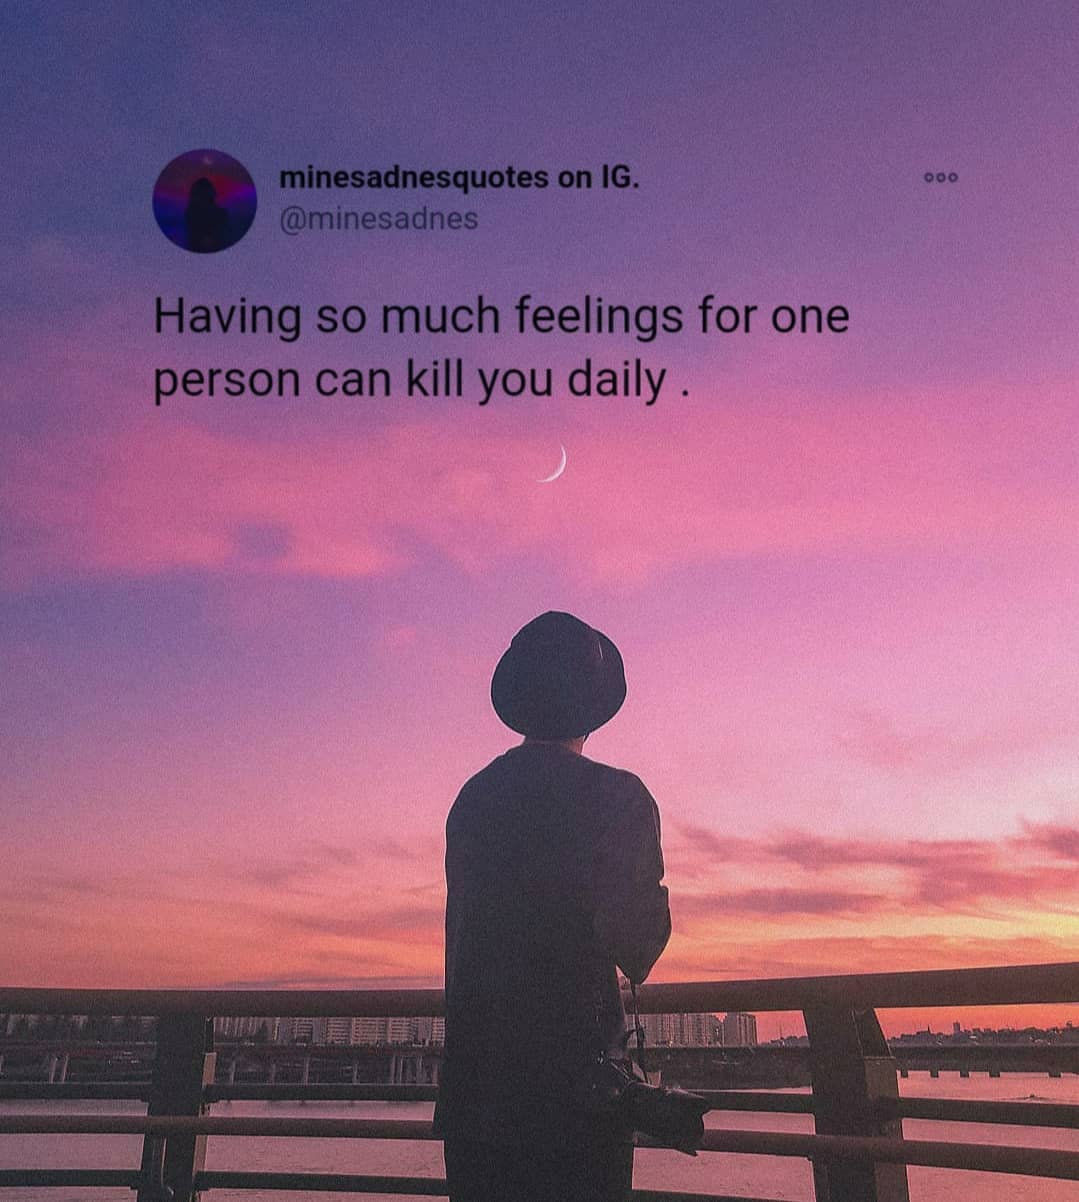 minesadnesquotes on IG.
@minesadnes
Having so much feelings for one
person can kill you daily .